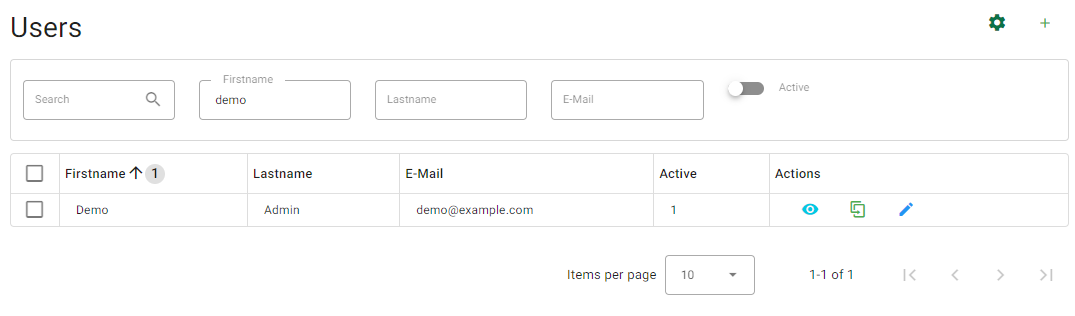 Users
Firstname
Search demo Lastname E-Mail Active
Firstname 1 Lastname E-Mail Active Actions
Demo Admin demo@example.com 1
Items per page 10 1-1 of 1